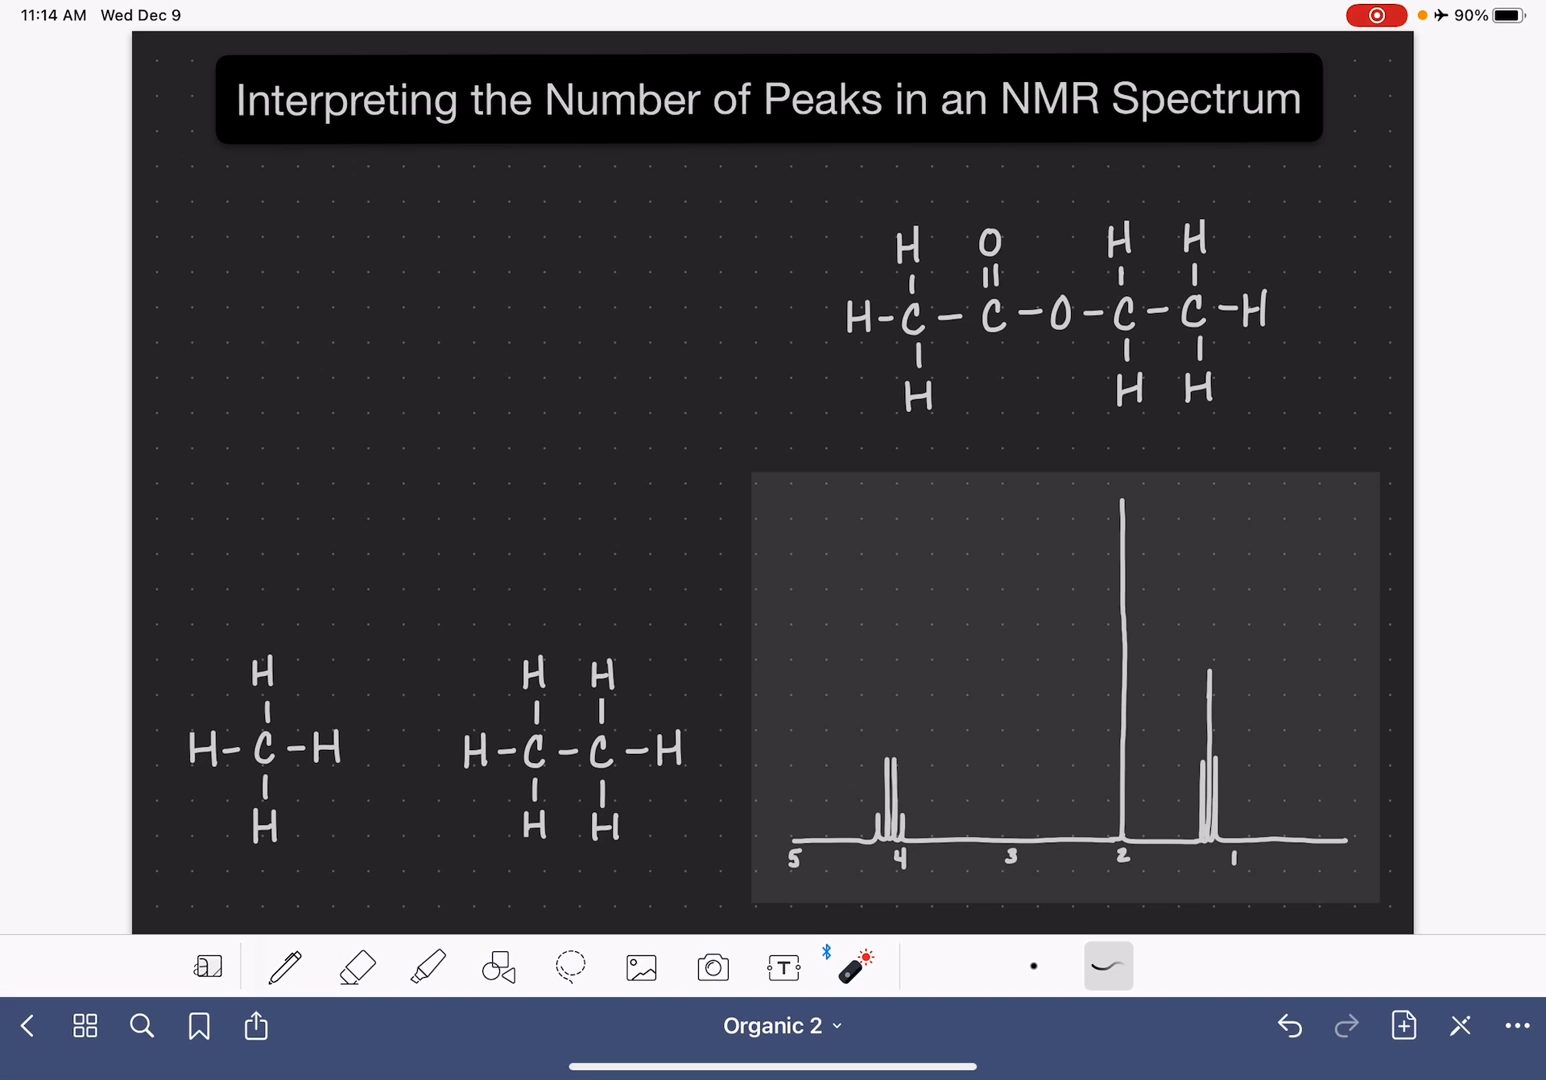 11:14 AM Wed Dec 9
90%
Interpreting the Number of Peaks in an NMR Spectrum
H O H H
H-C-C-O-C-C-H
H H H
H H H
H-C-H H-C-C-H
H H H
5 4 3 2 1
T
Organic 2